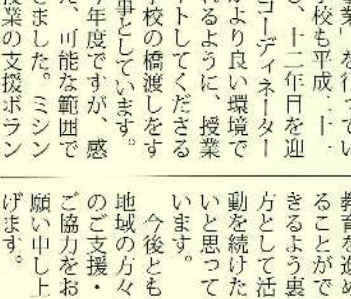 業」を行ってい
校も平成二十
、十二年目を迎
コーディネーター
がより良い環境で
れるように、授業
トしてくださる
学校の橋渡しをす
事としています。
年度ですが、感
、可能な範囲で
きました。ミシン
授業の支援ボラン
教育を進め
ることがで
きるよう裏
方として活
動を続けた
いと思って
います。
今後とも
地域の方々
のご支援・
ご協力をお
願い申し上
げます。